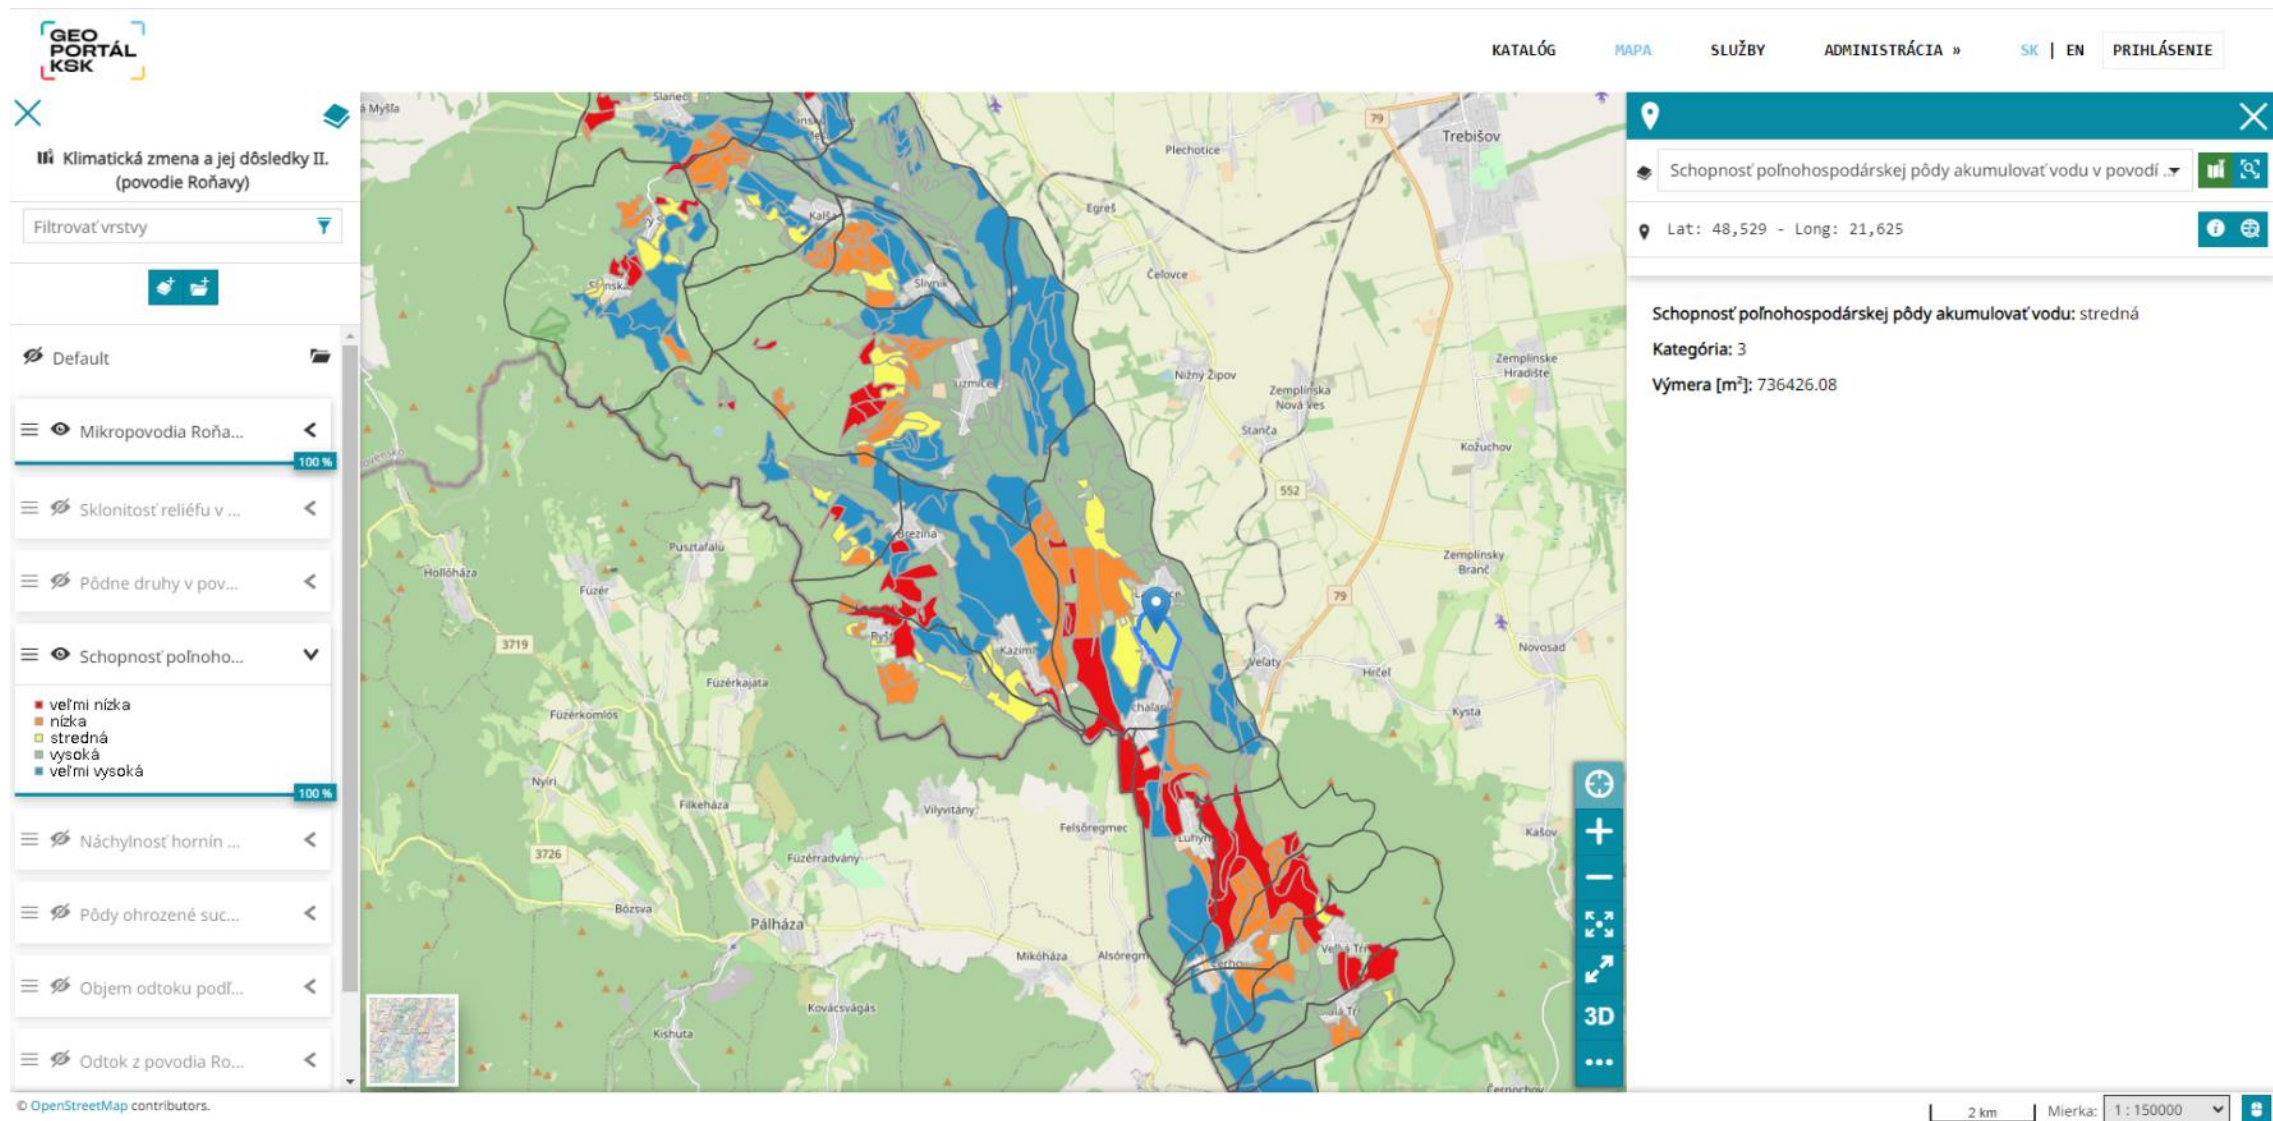 GEO
PORTÁL
KSK
KATALÓG
MAPA
SLUŽBY
ADMINISTRÁCIA »
SK | EN
PRIHLÁSENIE
Klimatická zmena a jej dôsledky II.
(povodie Roňavy)
Filtrovať vrstvy
Default
Mikropovodia Roňa...
100 %
Sklonitosť reliéfu v ...
Pôdne druhy v pov...
Schopnosť poľnoho...
veľmi nízka
nízka
stredná
vysoká
veľmi vysoká
100 %
Náchylnosť hornín ...
Pôdy ohrozené suc...
Objem odtoku podľ...
Odtok z povodia Ro...
Slanec
79
Trebišov
Plechotice
Egreš
Kalša
Čeľovce
Slivník
Nižný Žipov
Zemplínska
Nová Ves
Zemplínske
Hradište
Stanča
Kožuchov
552
Brezina
Pusztafalu
Hollóháza
Füzér
Zemplínsky
Branč
79
3719
Novosad
Veľaty
Hrčeľ
Füzérkajata
Füzérkomlós
Kysta
Nyíri
Filkeháza
Vilyvitány
Felsőregmec
Kašov
3726
Füzérradvány
Bózsva
Pálháza
Mikóháza
Kovácsvágás
Kishuta
3D
Schopnosť poľnohospodárskej pôdy akumulovať vodu v povodí ..
Lat: 48,529 - Long: 21,625
Schopnosť poľnohospodárskej pôdy akumulovať vodu: stredná
Kategória: 3
Výmera [m²]: 736426.08
© OpenStreetMap contributors.
2 km
Mierka:
1 : 150000